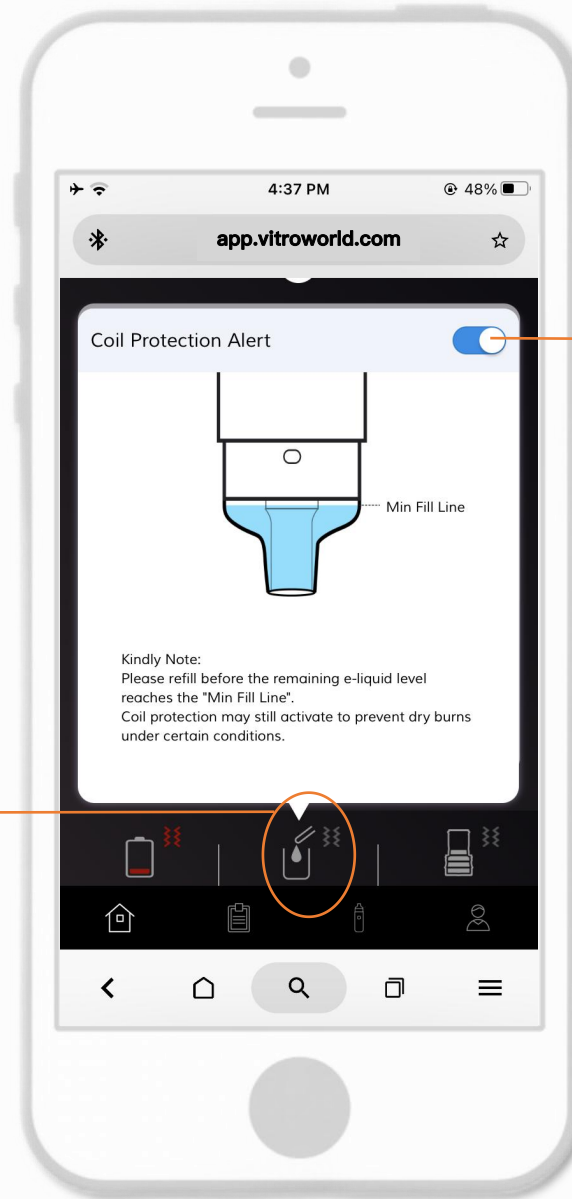 4:37 PM
48%
app.vitroworld.com
Coil Protection Alert
Min Fill Line
Kindly Note:
Please refill before the remaining e-liquid level
reaches the "Min Fill Line".
Coil protection may still activate to prevent dry burns
under certain conditions.